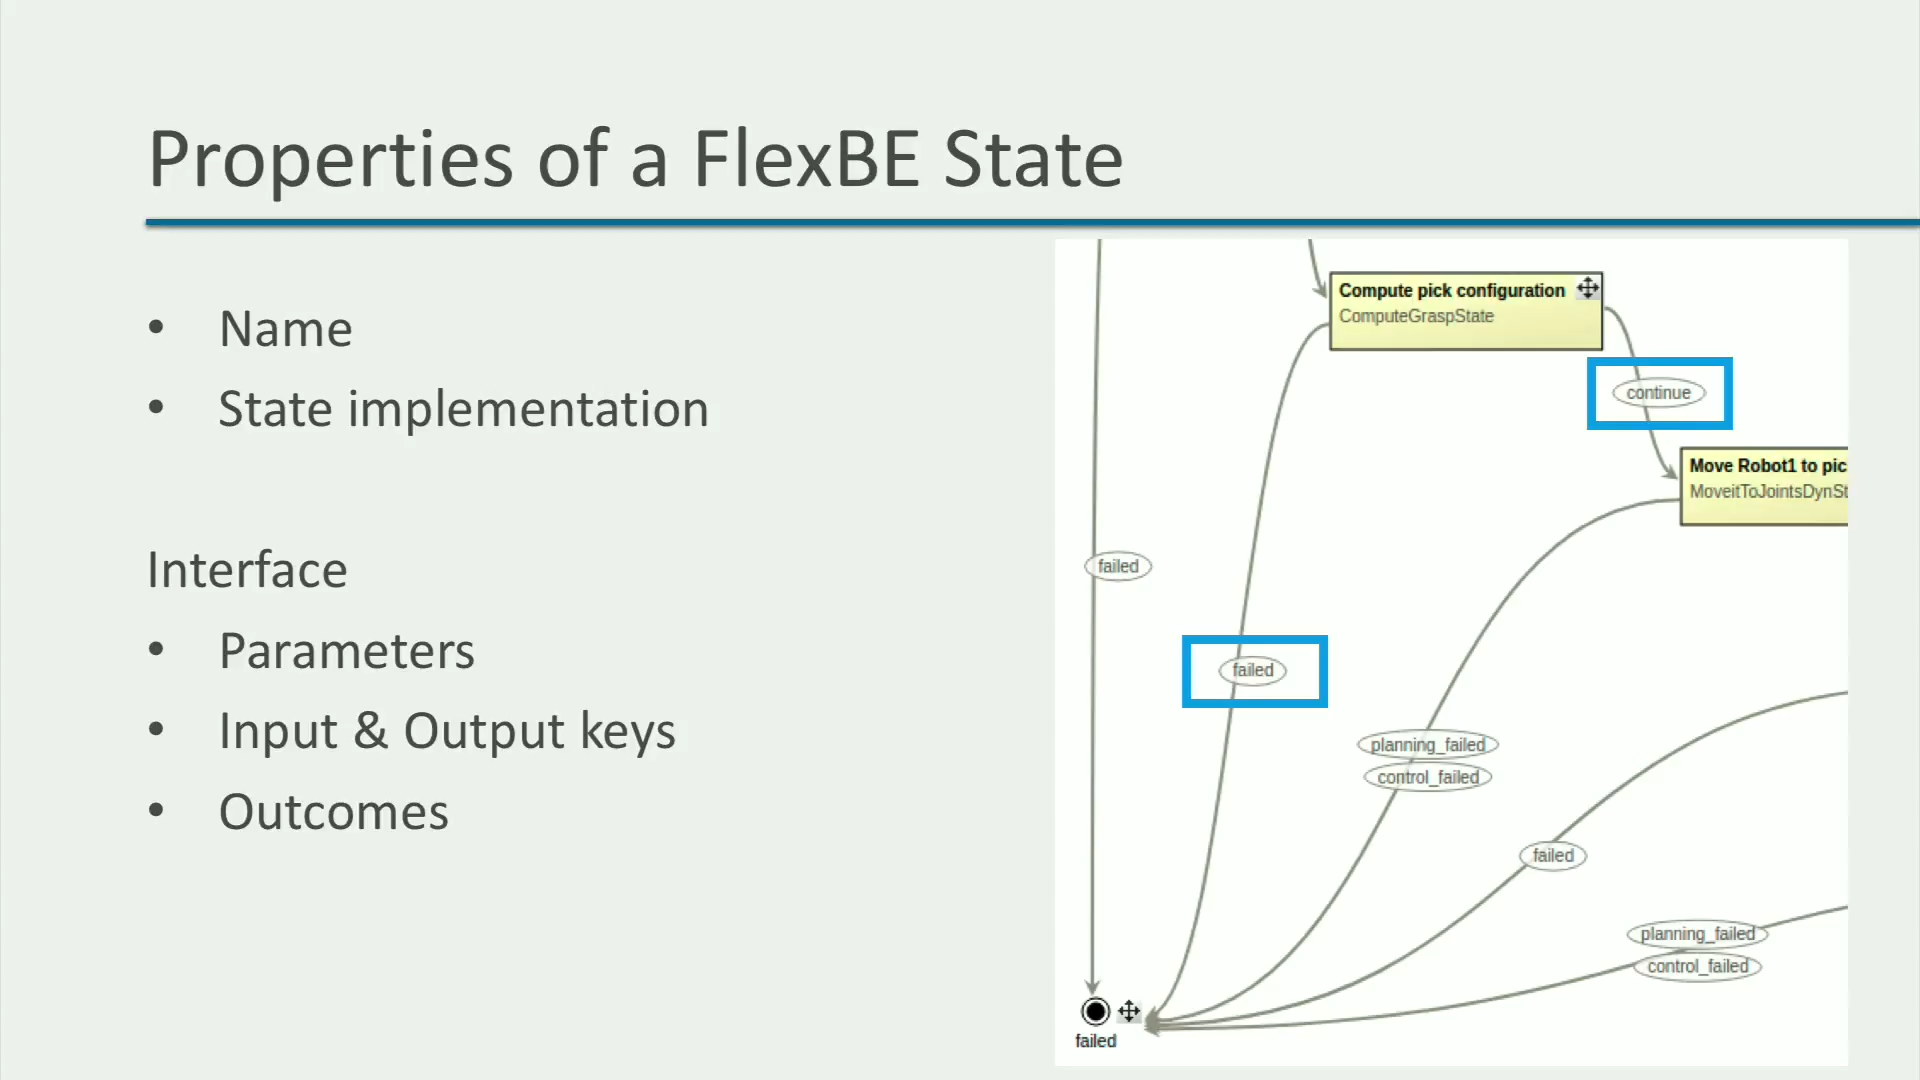 Properties of a FlexBE State
• Name
• State implementation
Interface
• Parameters
• Input & Output keys
• Outcomes
Compute pick configuration
ComputeGraspState
continue
Move Robot1 to pic
MoveitToJointsDynSt
failed
failed
planning_failed
control_failed
failed
planning_failed
control_failed
failed